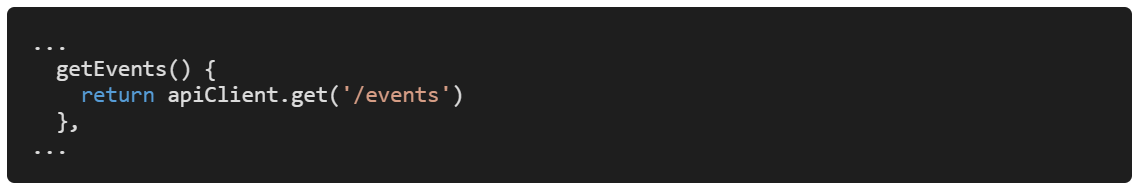 ...
  getEvents() {
    return apiClient.get('/events')
  },
...